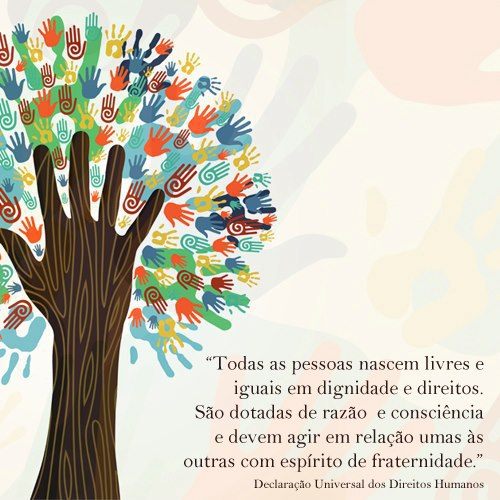 “Todas as pessoas nascem livres e
iguais em dignidade e direitos.
São dotadas de razão e consciência
e devem agir em relação umas às
outras com espírito de fraternidade.”
Declaração Universal dos Direitos Humanos